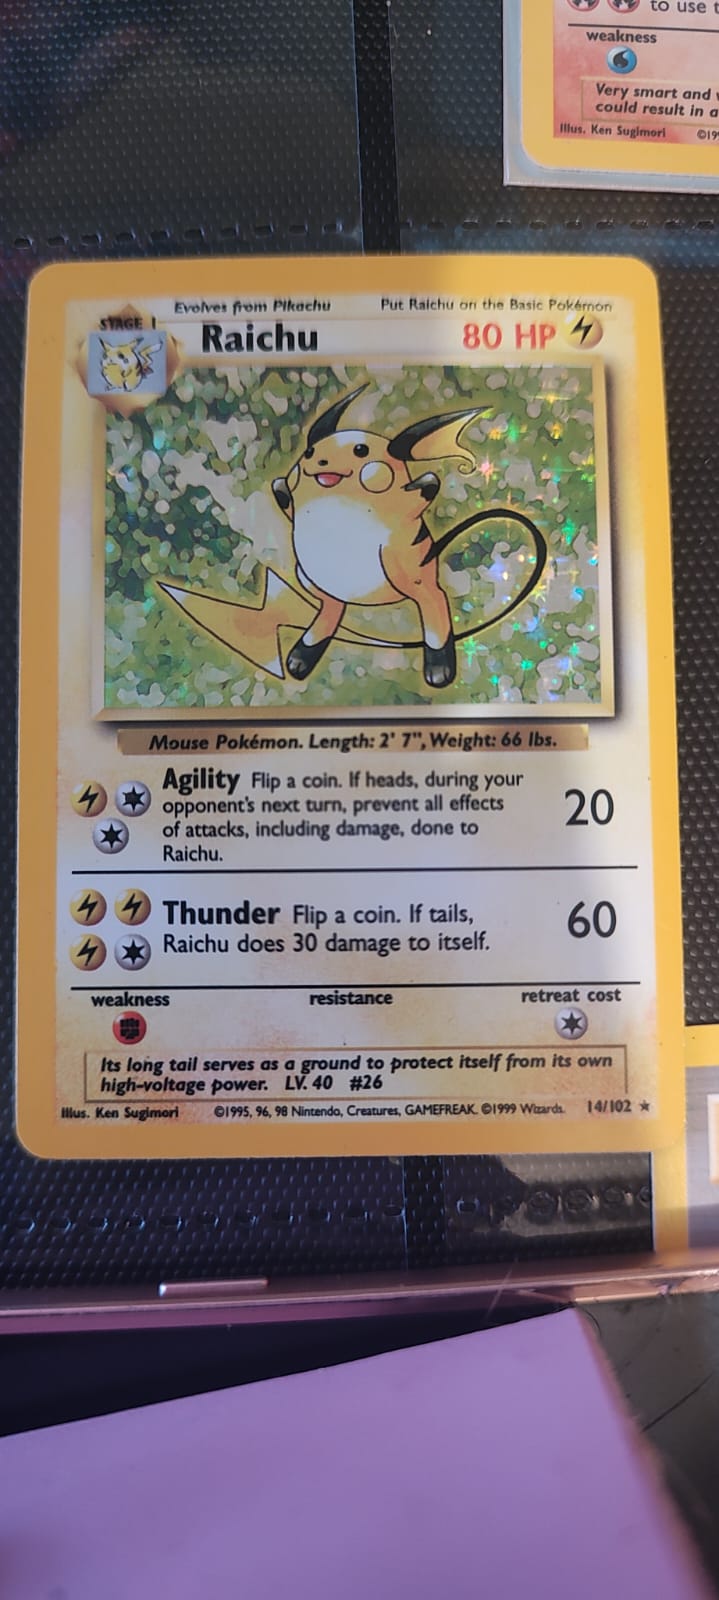 to use t
weakness
Very smart and
could result in a
Illus. Ken Sugimori ©19
Evolves from Pikachu Put Raichu on the Basic Pokémon
STAGE 1
Raichu 80 HP
Mouse Pokémon. Length: 2' 7", Weight: 66 lbs.
Agility Flip a coin. If heads, during your
opponent's next turn, prevent all effects
of attacks, including damage, done to
Raichu.
20
Thunder Flip a coin. If tails,
Raichu does 30 damage to itself.
60
weakness resistance retreat cost
Its long tail serves as a ground to protect itself from its own
high-voltage power. LV. 40 #26
Illus. Ken Sugimori ©1995, 96, 98 Nintendo, Creatures, GAMEFREAK. ©1999 Wizards. 14/102 ★